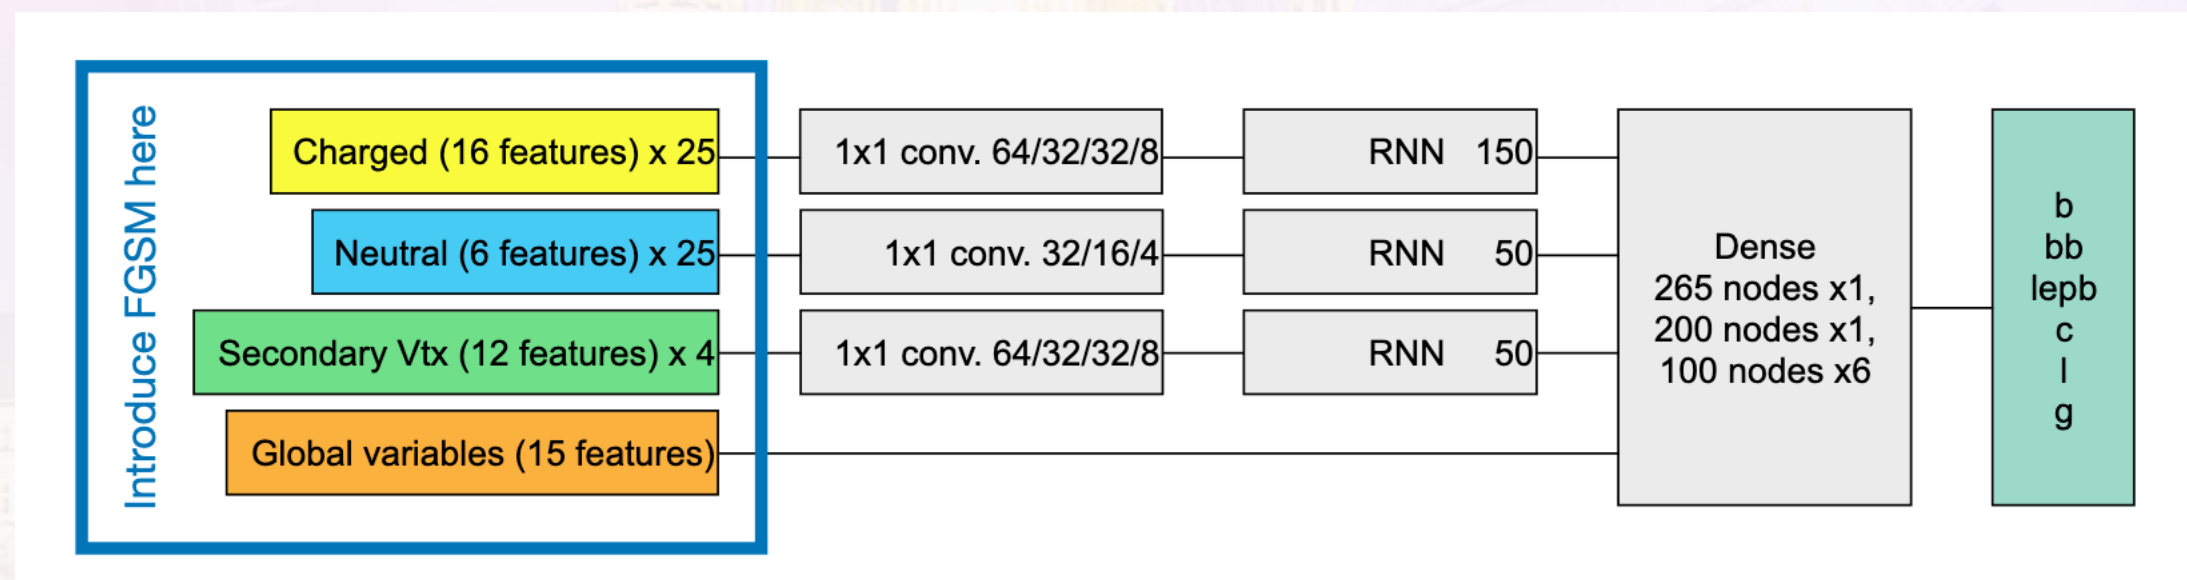 Introduce FGSM here
Charged (16 features) x 25
1x1 conv. 64/32/32/8
RNN 150
Neutral (6 features) x 25
1x1 conv. 32/16/4
RNN 50
Secondary Vtx (12 features) x 4
1x1 conv. 64/32/32/8
RNN 50
Global variables (15 features)
Dense
265 nodes x1,
200 nodes x1,
100 nodes x6
b
bb
lepb
c
l
g